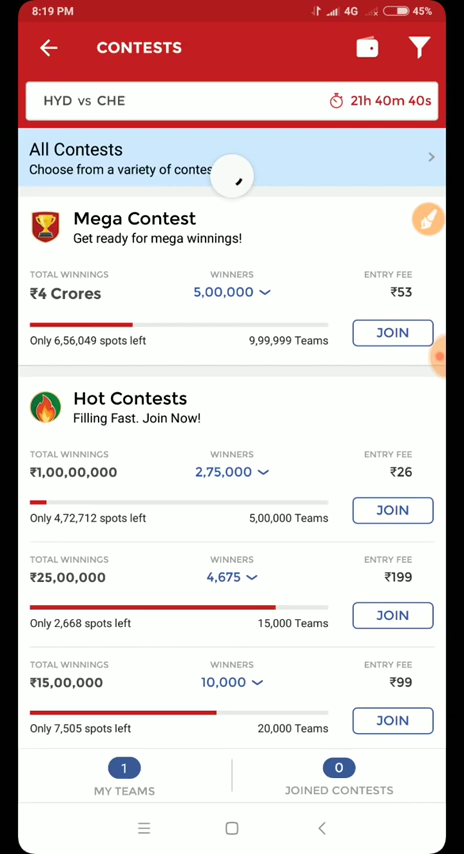 8:19 PM 4G 45%
CONTESTS
HYD vs CHE 21h 40m 40s
All Contests
Choose from a variety of
Mega Contest
Get ready for mega winnings!
TOTAL WINNINGS WINNERS ENTRY FEE
₹4 Crores 5,00,000 ₹53
JOIN
Only 6,56,049 spots left 9,99,999 Teams
Hot Contests
Filling Fast. Join Now!
TOTAL WINNINGS WINNERS ENTRY FEE
₹1,00,00,000 2,75,000 ₹26
JOIN
Only 4,72,712 spots left 5,00,000 Teams
TOTAL WINNINGS WINNERS ENTRY FEE
₹25,00,000 4,675 ₹199
JOIN
Only 2,668 spots left 15,000 Teams
TOTAL WINNINGS WINNERS ENTRY FEE
₹15,00,000 10,000 ₹99
JOIN
Only 7,505 spots left 20,000 Teams
1 0
MY TEAMS JOINED CONTESTS